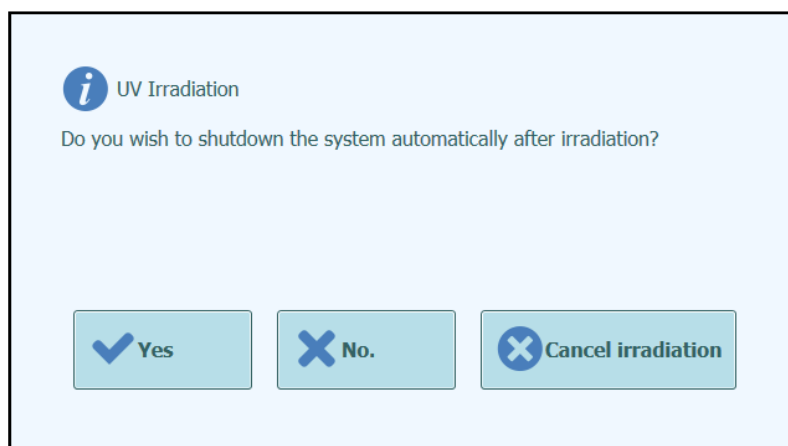 UV Irradiation
Do you wish to shutdown the system automatically after irradiation?
Yes
No.
Cancel irradiation